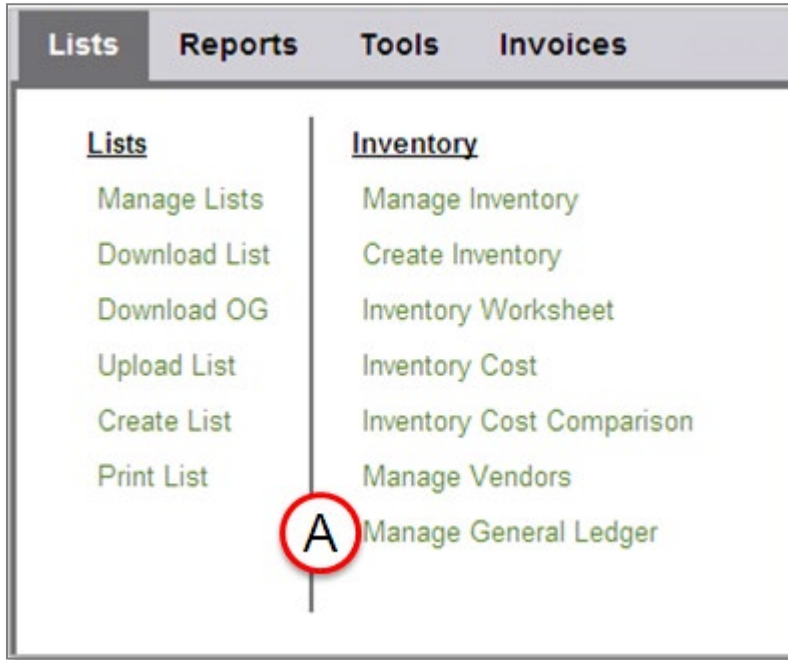 Lists Reports Tools Invoices
Lists
Manage Lists
Download List
Download OG
Upload List
Create List
Print List
Inventory
Manage Inventory
Create Inventory
Inventory Worksheet
Inventory Cost
Inventory Cost Comparison
Manage Vendors
A
Manage General Ledger